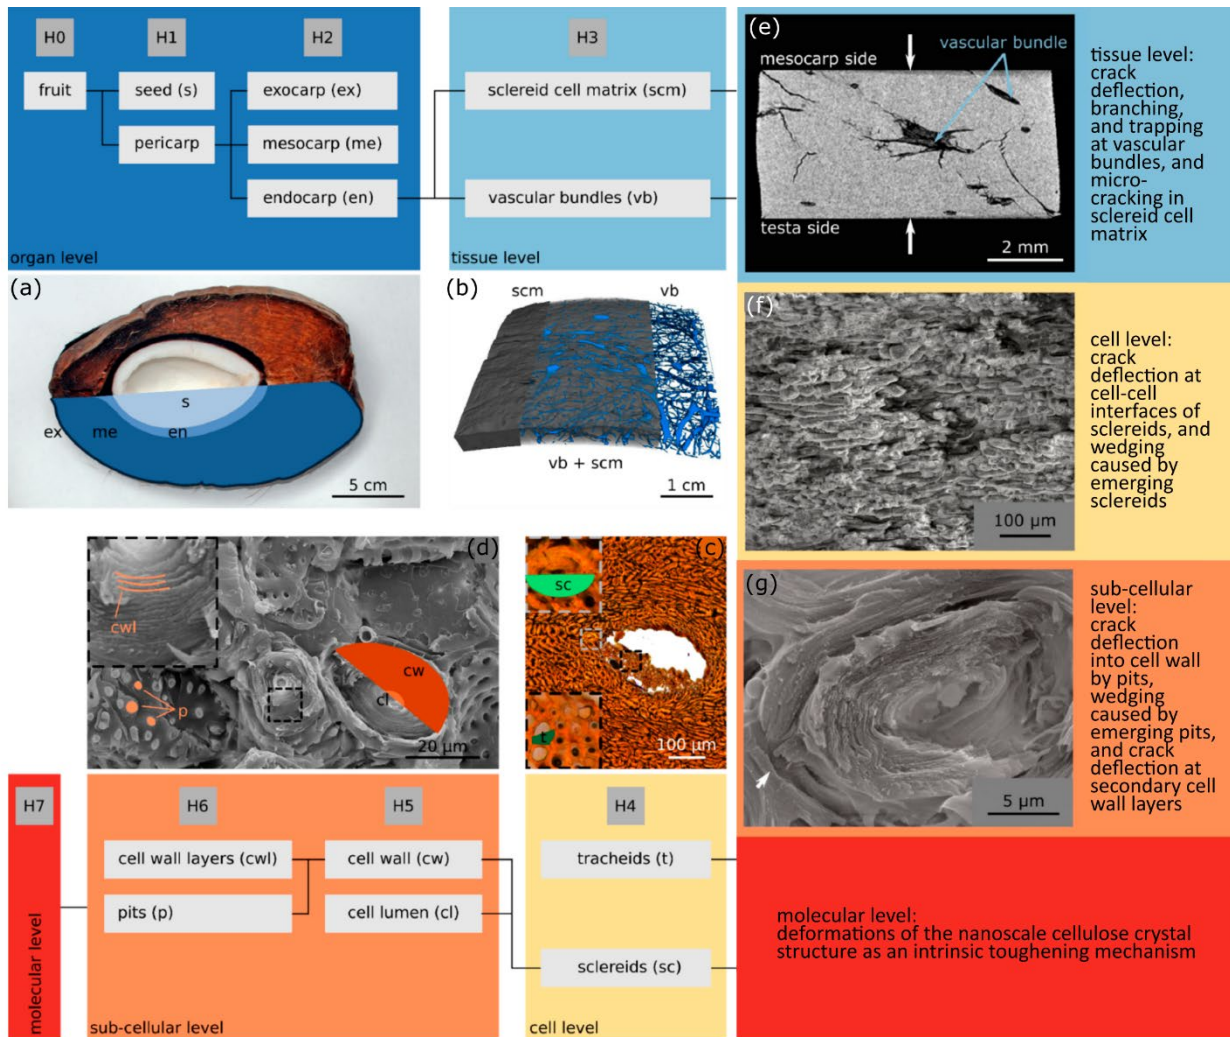 H0
H1
H2
H3
fruit
seed (s)
pericarp
exocarp (ex)
mesocarp (me)
endocarp (en)
sclereid cell matrix (scm)
vascular bundles (vb)
organ level
tissue level
(e)
vascular bundle
mesocarp side
testa side
2 mm
tissue level:
crack
deflection,
branching,
and trapping
at vascular
bundles, and
micro-
cracking in
sclereid cell
matrix
(a)
s
ex
me
en
5 cm
(b)
scm
vb
vb + scm
1 cm
(f)
100 µm
cell level:
crack
deflection at
cell-cell
interfaces of
sclereids, and
wedging
caused by
emerging
sclereids
(d)
cwl
p
cw
cl
20 µm
(c)
sc
t
100 µm
(g)
5 µm
sub-cellular
level:
crack
deflection
into cell wall
by pits,
wedging
caused by
emerging pits,
and crack
deflection at
secondary cell
wall layers
H7
H6
H5
H4
cell wall layers (cwl)
cell wall (cw)
tracheids (t)
pits (p)
cell lumen (cl)
sclereids (sc)
molecular level
sub-cellular level
cell level
molecular level:
deformations of the nanoscale cellulose crystal
structure as an intrinsic toughening mechanism